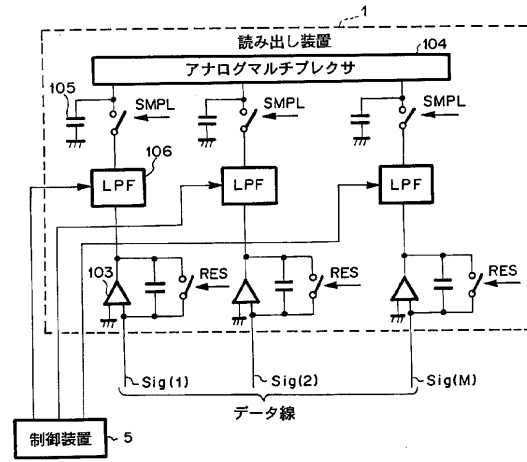 1
読み出し装置
104
アナログマルチプレクサ
105
SMPL
SMPL
SMPL
106
LPF
LPF
LPF
103
RES
RES
RES
Sig(1)
Sig(2)
Sig(M)
データ線
制御装置
5